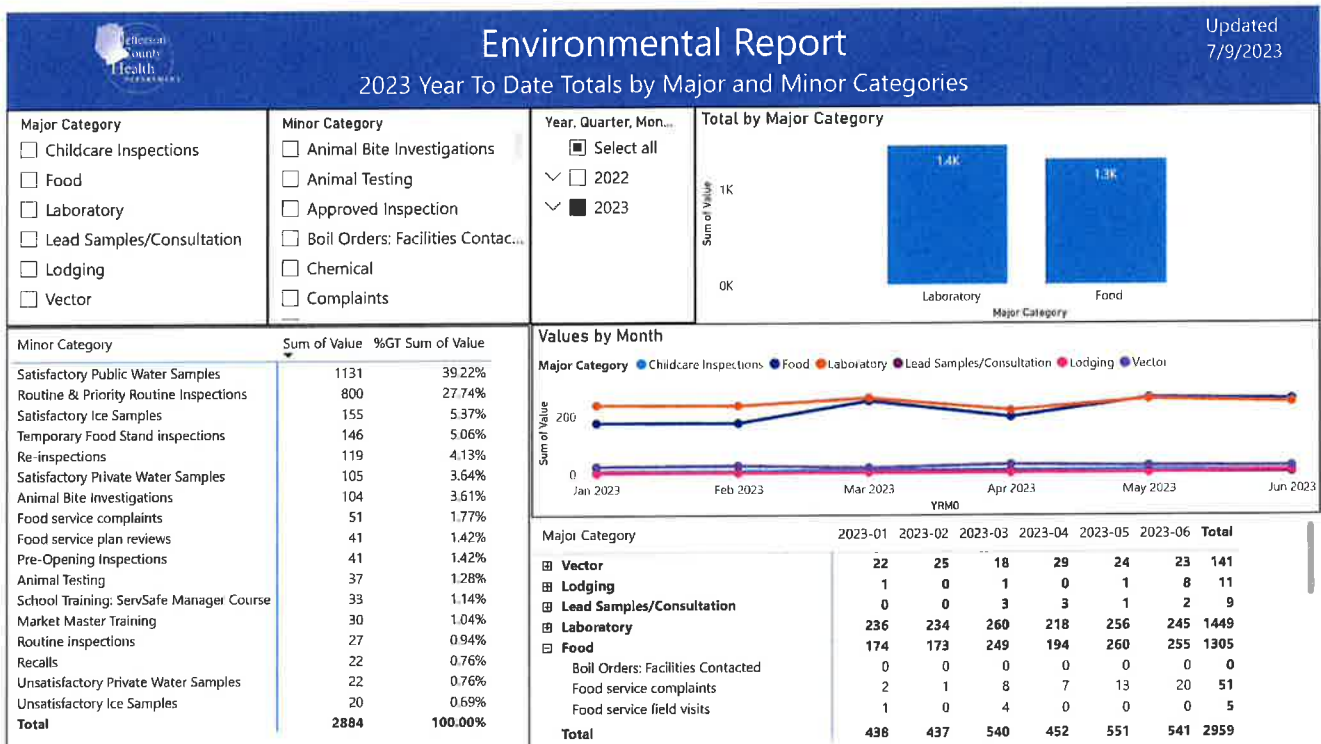 Jefferson
County
Health
DEPARTMENT
Environmental Report
2023 Year To Date Totals by Major and Minor Categories
Updated
7/9/2023
Major Category
Childcare Inspections
Food
Laboratory
Lead Samples/Consultation
Lodging
Vector
Minor Category
Animal Bite Investigations
Animal Testing
Approved Inspection
Boil Orders: Facilities Contac...
Chemical
Complaints
Year, Quarter, Mon...
Select all
2022
2023
Total by Major Category
Sum of Value
1K
0K
1.4K
1.3K
Laboratory Food
Major Category
Minor Category Sum of Value %GT Sum of Value
Satisfactory Public Water Samples 1131 39.22%
Routine & Priority Routine Inspections 800 27.74%
Satisfactory Ice Samples 155 5.37%
Temporary Food Stand inspections 146 5.06%
Re-inspections 119 4.13%
Satisfactory Private Water Samples 105 3.64%
Animal Bite Investigations 104 3.61%
Food service complaints 51 1.77%
Food service plan reviews 41 1.42%
Pre-Opening Inspections 41 1.42%
Animal Testing 37 1.28%
School Training: ServSafe Manager Course 33 1.14%
Market Master Training 30 1.04%
Routine inspections 27 0.94%
Recalls 22 0.76%
Unsatisfactory Private Water Samples 22 0.76%
Unsatisfactory Ice Samples 20 0.69%
Total 2884 100.00%
Values by Month
Major Category Childcare Inspections Food Laboratory Lead Samples/Consultation Lodging Vector
Sum of Value
200
0
Jan 2023 Feb 2023 Mar 2023 Apr 2023 May 2023 Jun 2023
YRMO
Major Category 2023-01 2023-02 2023-03 2023-04 2023-05 2023-06 Total
Vector 22 25 18 29 24 23 141
Lodging 1 0 1 0 1 8 11
Lead Samples/Consultation 0 0 3 3 1 2 9
Laboratory 236 234 260 218 256 245 1449
Food 174 173 249 194 260 255 1305
Boil Orders: Facilities Contacted 0 0 0 0 0 0 0
Food service complaints 2 1 8 7 13 20 51
Food service field visits 1 0 4 0 0 0 5
Total 438 437 540 452 551 541 2959